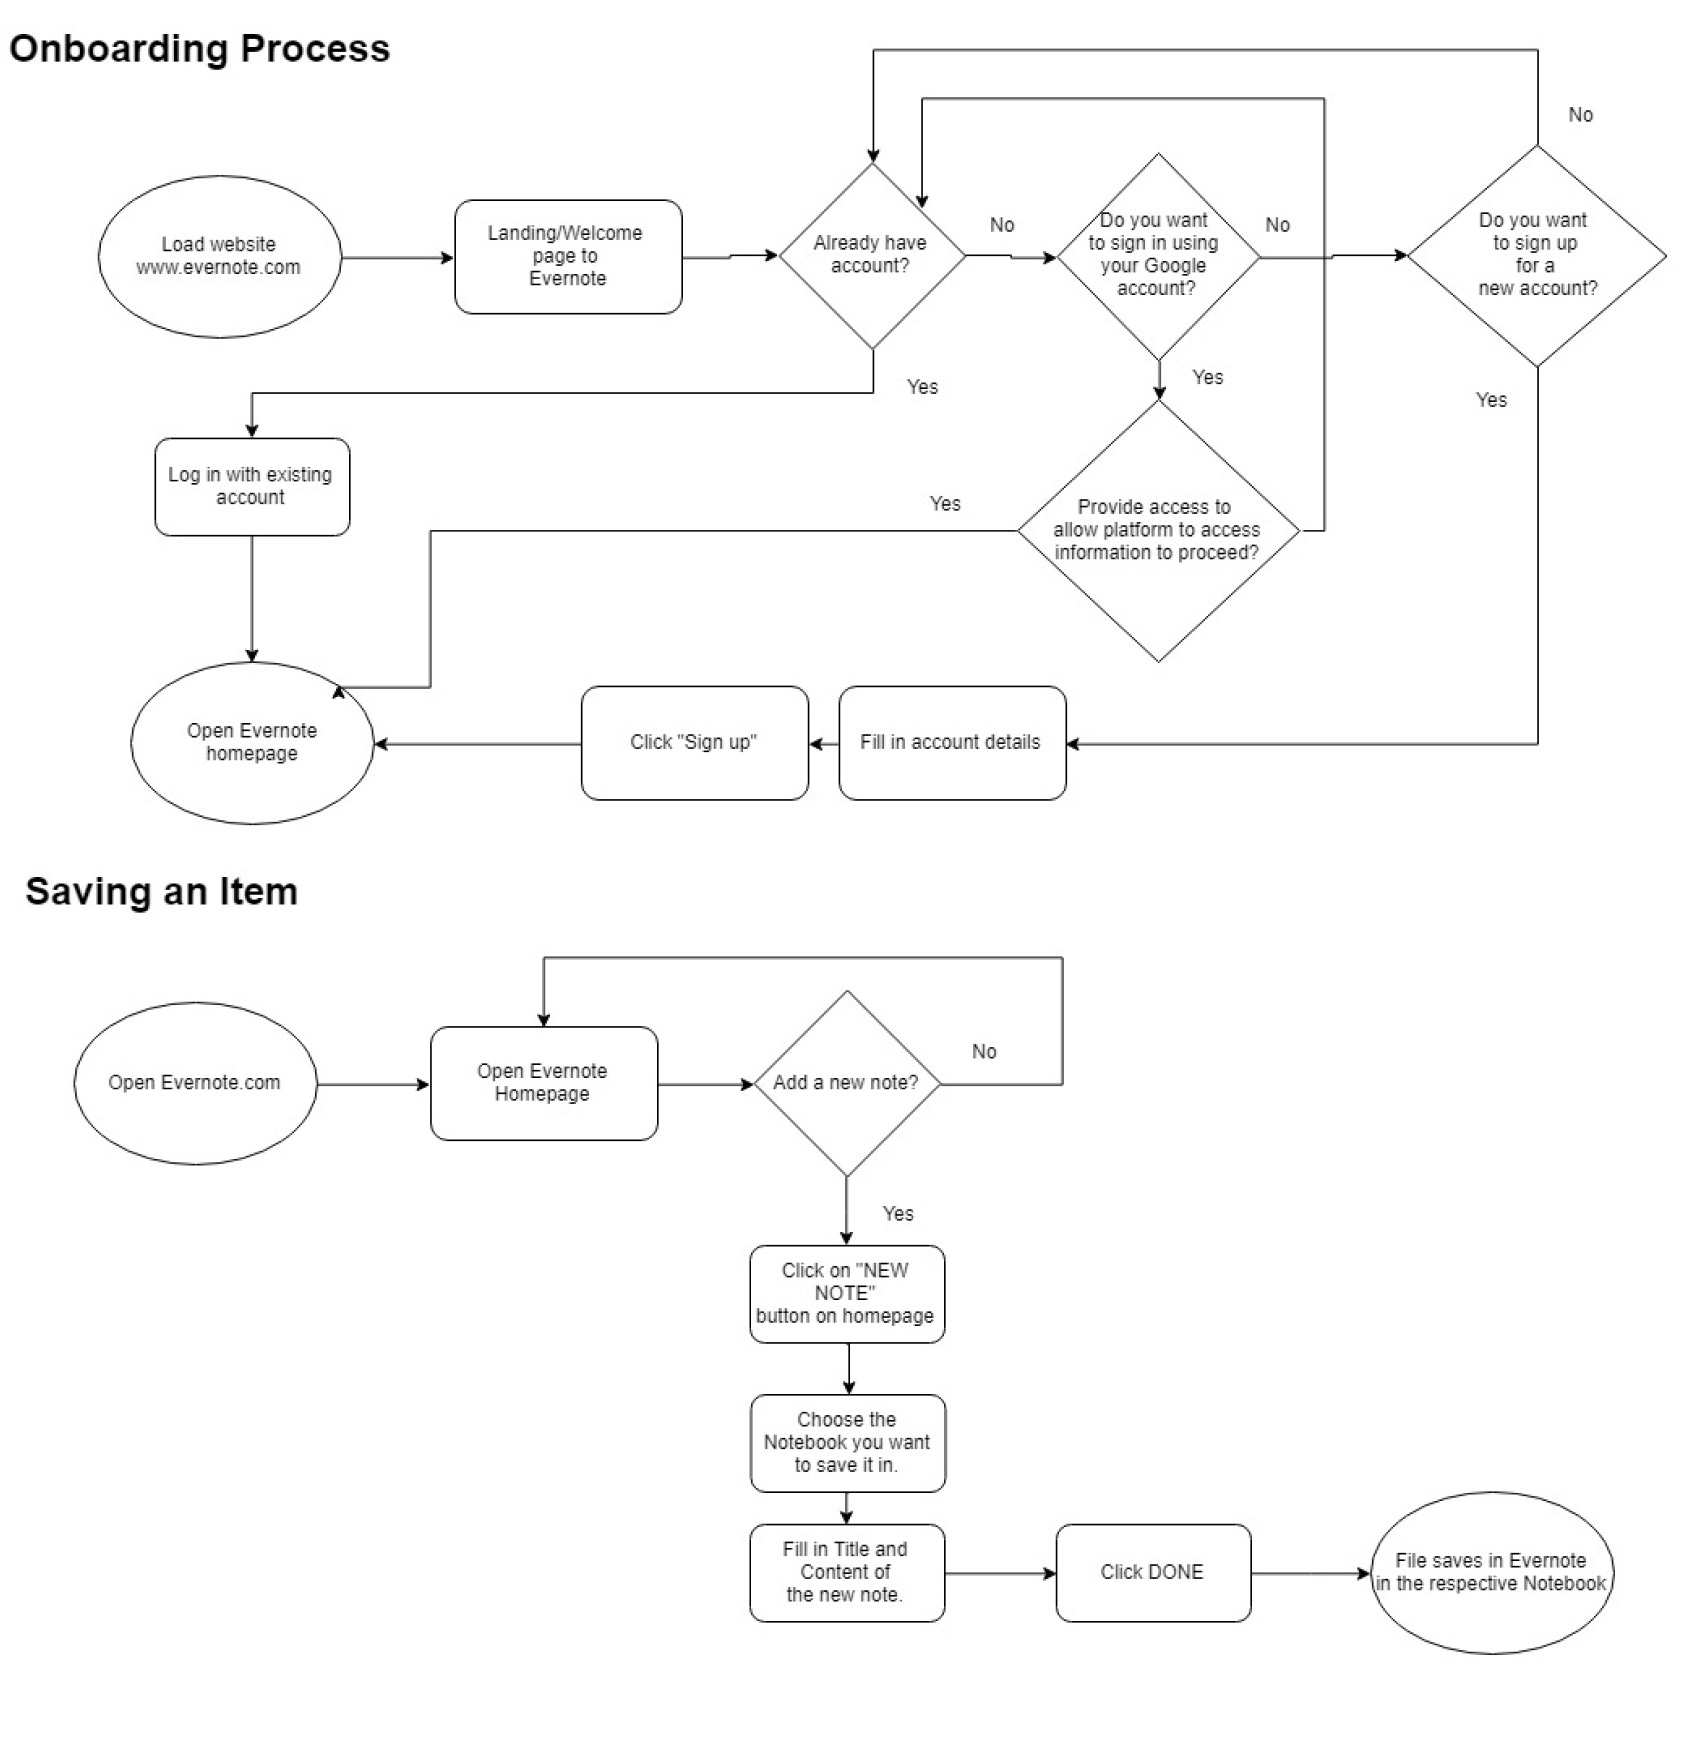 Onboarding Process
No
Load website
www.evernote.com
Landing/Welcome
page to
Evernote
Already have
account?
No
Do you want
to sign in using
your Google
account?
No
Do you want
to sign up
for a
new account?
Yes
Yes
Yes
Log in with existing
account
Yes
Provide access to
allow platform to access
information to proceed?
Open Evernote
homepage
Click "Sign up"
Fill in account details
Saving an Item
Open Evernote.com
Open Evernote
Homepage
Add a new note?
No
Yes
Click on "NEW
NOTE"
button on homepage
Choose the
Notebook you want
to save it in.
Fill in Title and
Content of
the new note.
Click DONE
File saves in Evernote
in the respective Notebook